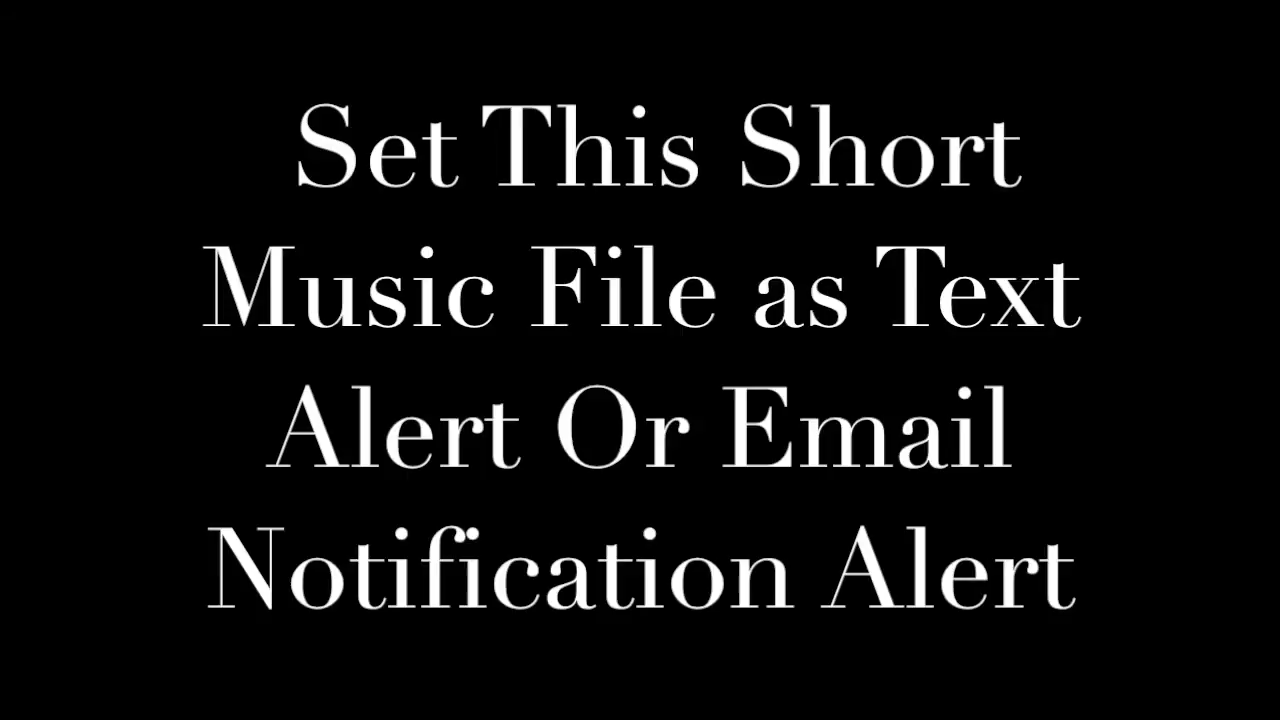 Set This Short
Music File as Text
Alert Or Email
Notification Alert